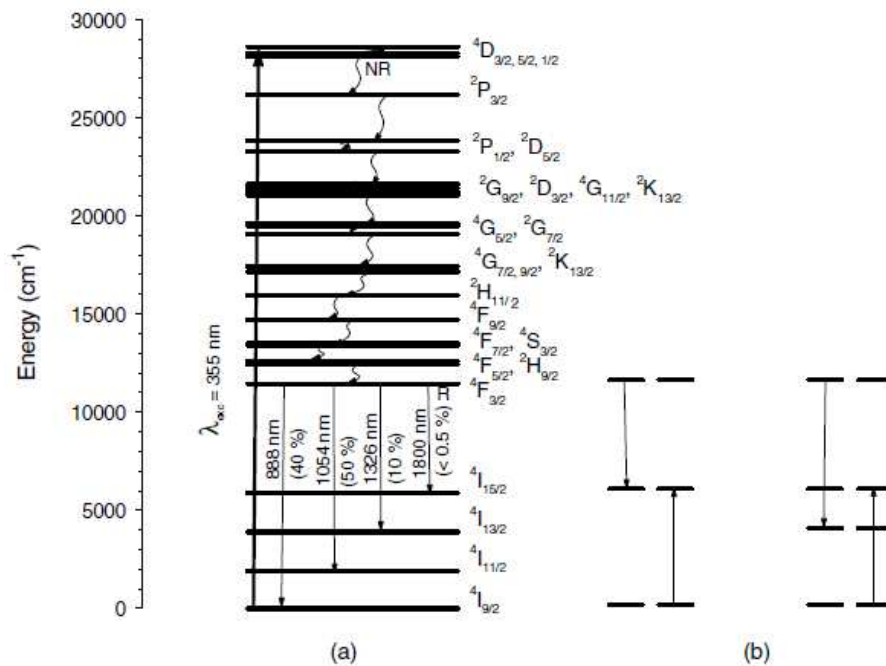 30000
25000
20000
15000
10000
5000
0
Energy (cm⁻¹)
λexc = 355 nm
NR
⁴D3/2, 5/2, 1/2
²P3/2
²P1/2, ²D5/2
²G9/2, ²D3/2, ⁴G11/2, ²K13/2
⁴G5/2, ²G7/2
⁴G7/2, 9/2, ²K13/2
²H11/2
⁴F9/2
⁴F7/2, ⁴S3/2
⁴F5/2, ²H9/2
⁴F3/2
R
888 nm
(40 %)
1054 nm
(50 %)
1326 nm
(10 %)
1800 nm
(< 0.5 %)
⁴I15/2
⁴I13/2
⁴I11/2
⁴I9/2
(a)
(b)